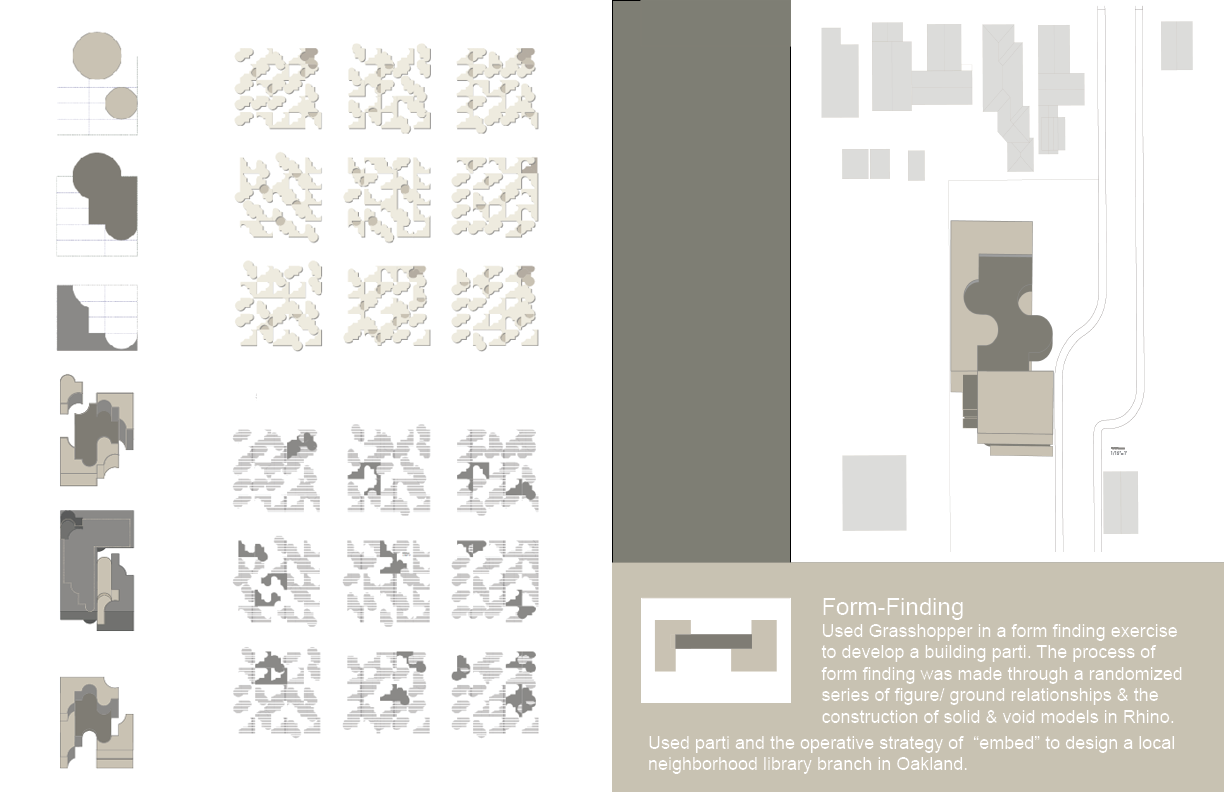 Form-Finding
Used Grasshopper in a form finding exercise
to develop a building parti. The process of
form finding was made through a randomized
series of figure/ ground relationships & the
construction of solid & void models in Rhino.
Used parti and the operative strategy of  “embed” to design a local
neighborhood library branch in Oakland.